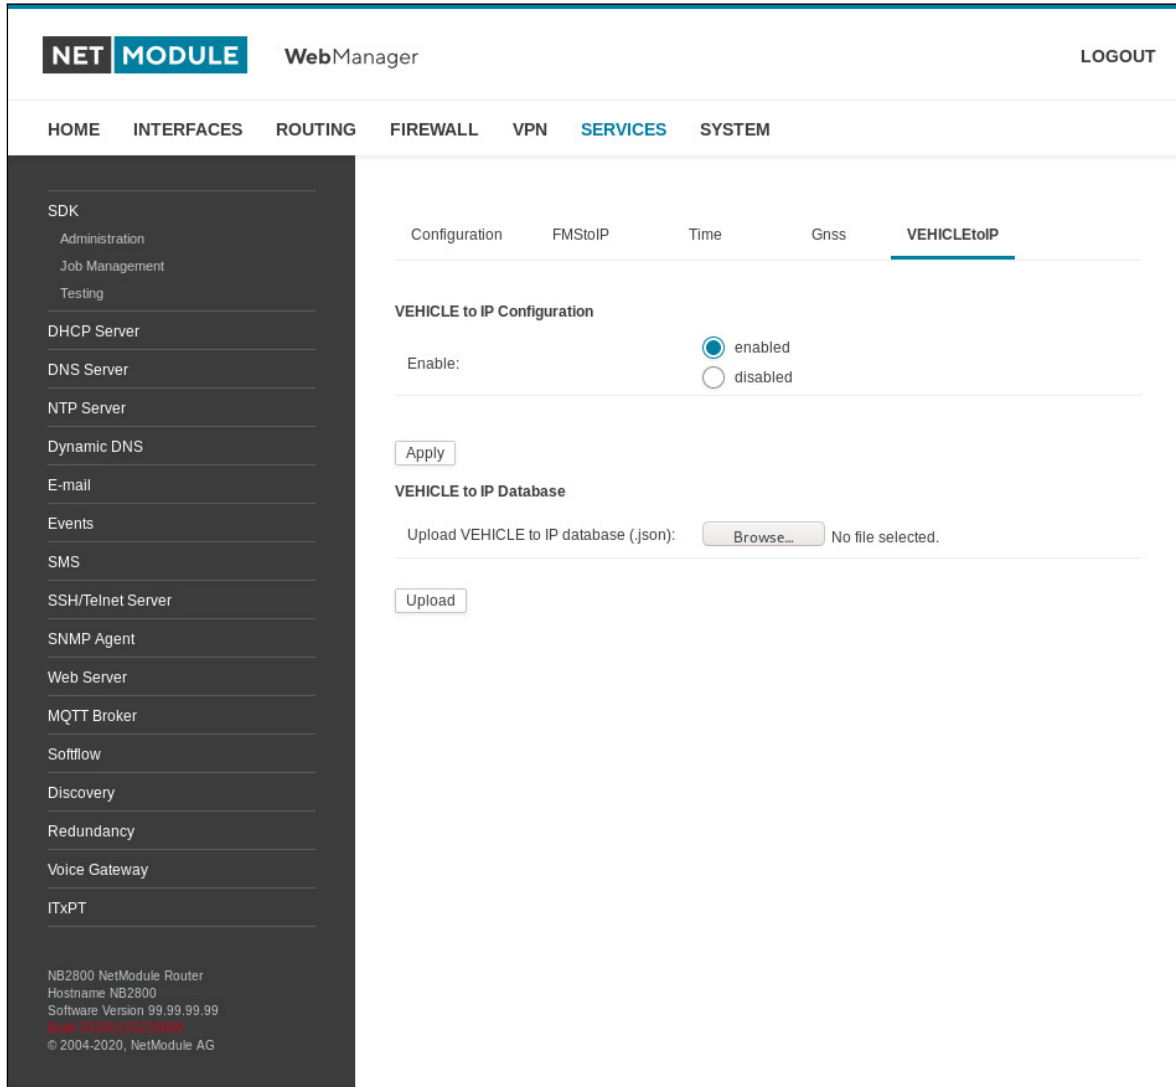 NET MODULE WebManager LOGOUT
HOME INTERFACES ROUTING FIREWALL VPN SERVICES SYSTEM
SDK
Administration
Job Management
Testing
DHCP Server
DNS Server
NTP Server
Dynamic DNS
E-mail
Events
SMS
SSH/Telnet Server
SNMP Agent
Web Server
MQTT Broker
Softflow
Discovery
Redundancy
Voice Gateway
ITxPT
NB2800 NetModule Router
Hostname NB2800
Software Version 99.99.99.99
Build
© 2004-2020, NetModule AG
Configuration FMStoIP Time Gnss VEHICLEtoIP
VEHICLE to IP Configuration
Enable:
enabled
disabled
Apply
VEHICLE to IP Database
Upload VEHICLE to IP database (.json): Browse... No file selected.
Upload